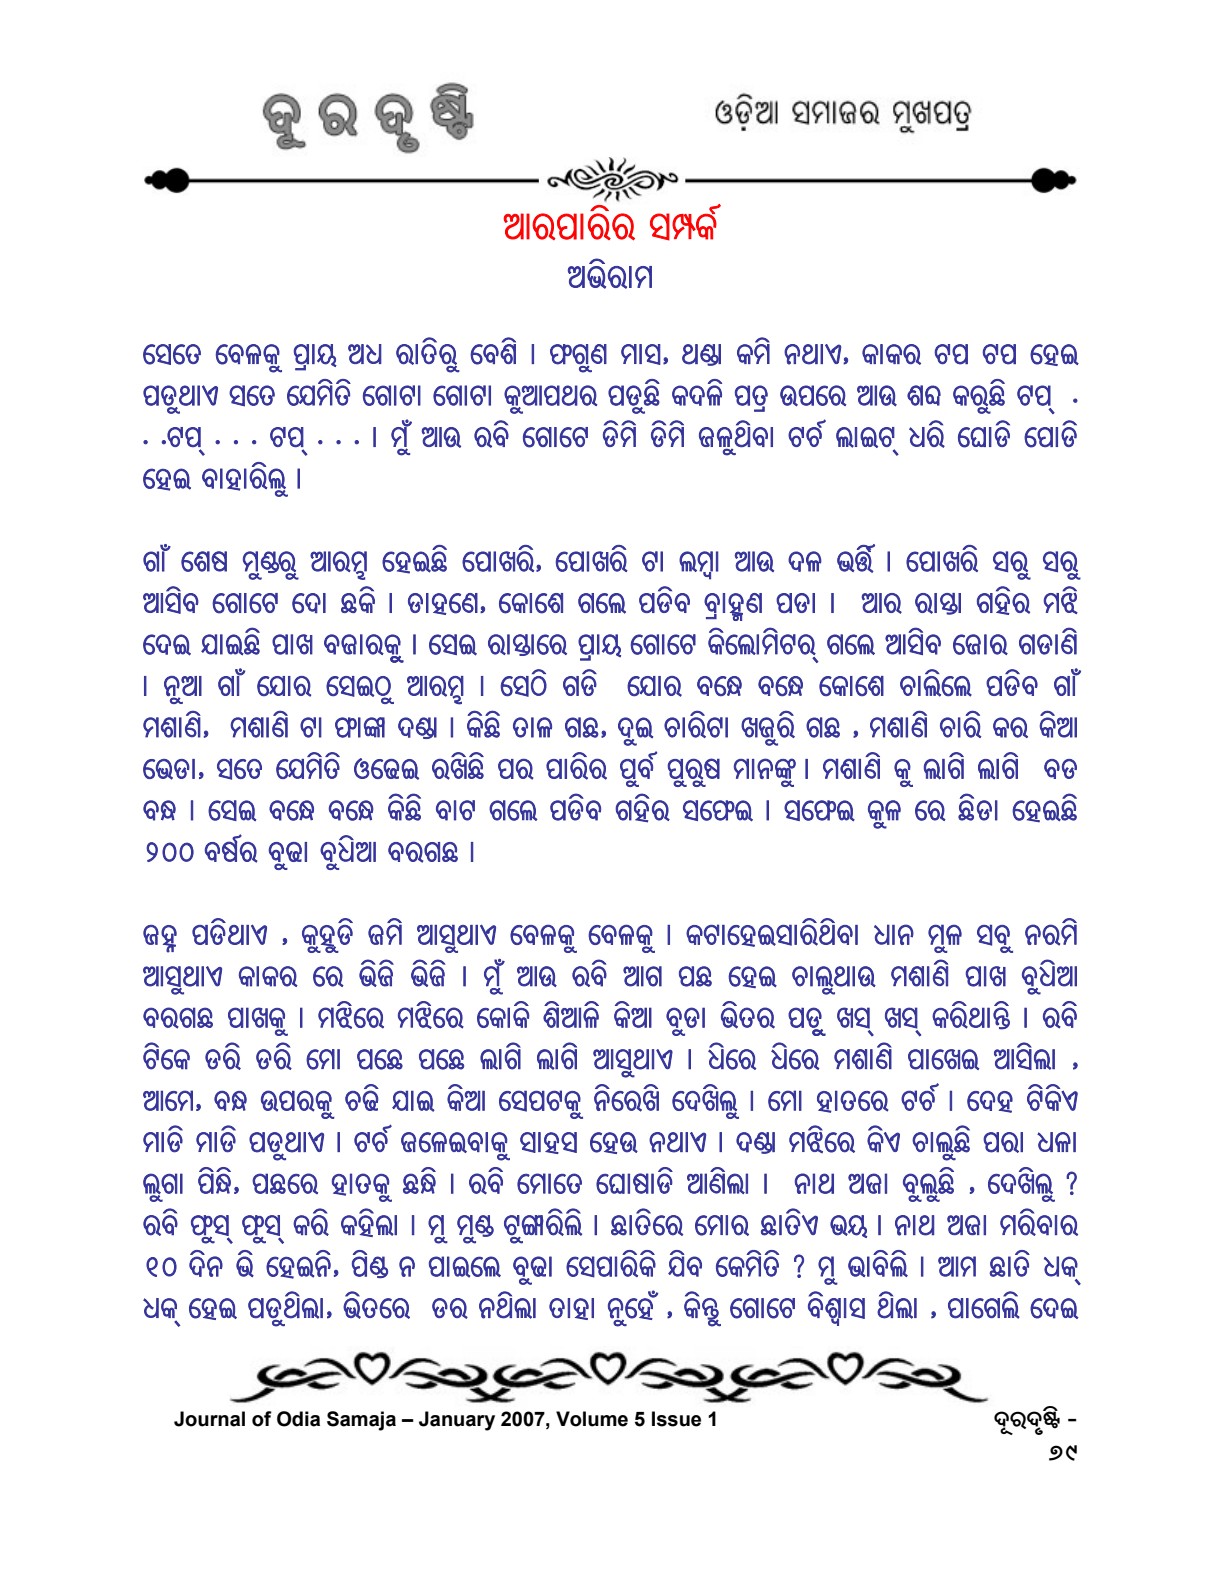 ଦୂରଦୃଷ୍ଟି
ଓଡ଼ିଆ ସମାଜର ମୁଖପତ୍ର
ଆରପାରିର ସମ୍ପର୍କ
ଅଭିରାମ
ସେତେ ବେଳକୁ ପ୍ରାୟ ଅଧ ରାତିରୁ ବେଶି । ଫଗୁଣ ମାସ, ଥଣ୍ଡା କମି ନଥାଏ, କାକର ଟପ ଟପ ହେଇ
ପଡୁଥାଏ ସତେ ଯେମିତି ଗୋଟା ଗୋଟା କୁଆପଥର ପଡୁଛି କଦଳି ପତ୍ର ଉପରେ ଆଉ ଶବ୍ଦ କରୁଛି ଟପ୍ .
. .ଟପ୍ . . . ଟପ୍ . . . । ମୁଁ ଆଉ ରବି ଗୋଟେ ଡିମି ଡିମି ଜଳୁଥିବା ଟର୍ଚ ଲାଇଟ୍ ଧରି ଘୋଡି ପୋଡି
ହେଇ ବାହାରିଲୁ ।
ଗାଁ ଶେଷ ମୁଣ୍ଡରୁ ଆରମ୍ଭ ହେଇଛି ପୋଖରି, ପୋଖରି ଟା ଲମ୍ବା ଆଉ ଦଳ ଭର୍ତ୍ତି । ପୋଖରି ସରୁ ସରୁ
ଆସିବ ଗୋଟେ ଦୋ ଛକି । ଡାହଣେ, କୋଶେ ଗଲେ ପଡିବ ବ୍ରାହ୍ମଣ ପଡା । ଆର ରାସ୍ତା ଗହିର ମଝି
ଦେଇ ଯାଇଛି ପାଖ ବଜାରକୁ । ସେଇ ରାସ୍ତାରେ ପ୍ରାୟ ଗୋଟେ କିଲୋମିଟର୍ ଗଲେ ଆସିବ ଜୋର ଗଡାଣି
। ନୁଆ ଗାଁ ଯୋର ସେଇଠୁ ଆରମ୍ଭ । ସେଠି ଗଡି ଯୋର ବନ୍ଧେ ବନ୍ଧେ କୋଶେ ଚାଲିଲେ ପଡିବ ଗାଁ
ମଶାଣି, ମଶାଣି ଟା ଫାଙ୍କା ଦଣ୍ଡା । କିଛି ତାଳ ଗଛ, ଦୁଇ ଚାରିଟା ଖଜୁରି ଗଛ , ମଶାଣି ଚାରି କର କିଆ
ଭେଡା, ସତେ ଯେମିତି ଓଢେଇ ରଖିଛି ପର ପାରିର ପୁର୍ବ ପୁରୁଷ ମାନଙ୍କୁ । ମଶାଣି କୁ ଲାଗି ଲାଗି ବଡ
ବନ୍ଧ । ସେଇ ବନ୍ଧେ ବନ୍ଧେ କିଛି ବାଟ ଗଲେ ପଡିବ ଗହିର ସଫେଇ । ସଫେଇ କୁଳ ରେ ଛିଡା ହେଇଛି
୨୦୦ ବର୍ଷର ବୁଢା ବୁଧିଆ ବରଗଛ ।
ଜହ୍ନ ପଡିଥାଏ , କୁହୁଡି ଜମି ଆସୁଥାଏ ବେଳକୁ ବେଳକୁ । କଟାହେଇସାରିଥିବା ଧାନ ମୁଳ ସବୁ ନରମି
ଆସୁଥାଏ କାକର ରେ ଭିଜି ଭିଜି । ମୁଁ ଆଉ ରବି ଆଗ ପଛ ହେଇ ଚାଲୁଥାଉ ମଶାଣି ପାଖ ବୁଧିଆ
ବରଗଛ ପାଖକୁ । ମଝିରେ ମଝିରେ କୋକି ଶିଆଳି କିଆ ବୁଡା ଭିତର ପଡୁ ଖସ୍ ଖସ୍ କରିଥାନ୍ତି । ରବି
ଟିକେ ଡରି ଡରି ମୋ ପଛେ ପଛେ ଲାଗି ଲାଗି ଆସୁଥାଏ । ଧିରେ ଧିରେ ମଶାଣି ପାଖେଇ ଆସିଲା ,
ଆମେ, ବନ୍ଧ ଉପରକୁ ଚଢି ଯାଇ କିଆ ସେପଟକୁ ନିରେଖି ଦେଖିଲୁ । ମୋ ହାତରେ ଟର୍ଚ । ଦେହ ଟିକିଏ
ମାଡି ମାଡି ପଡୁଥାଏ । ଟର୍ଚ ଜଳେଇବାକୁ ସାହସ ହେଉ ନଥାଏ । ଦଣ୍ଡା ମଝିରେ କିଏ ଚାଲୁଛି ପରା ଧଳା
ଲୁଗା ପିନ୍ଧି, ପଛରେ ହାତକୁ ଛନ୍ଧି । ରବି ମୋତେ ଘୋଷାଡି ଆଣିଲା । ନାଥ ଅଜା ବୁଲୁଛି , ଦେଖିଲୁ ?
ରବି ଫୁସ୍ ଫୁସ୍ କରି କହିଲା । ମୁ ମୁଣ୍ଡ ଟୁଙ୍ଗାରିଲି । ଛାତିରେ ମୋର ଛାତିଏ ଭୟ । ନାଥ ଅଜା ମରିବାର
୧୦ ଦିନ ଭି ହେଇନି, ପିଣ୍ଡ ନ ପାଇଲେ ବୁଢା ସେପାରିକି ଯିବ କେମିତି ? ମୁ ଭାବିଲି । ଆମ ଛାତି ଧକ୍
ଧକ୍ ହେଇ ପଡୁଥିଲା, ଭିତରେ ଡର ନଥିଲା ତାହା ନୁହେଁ , କିନ୍ତୁ ଗୋଟେ ବିଶ୍ୱାସ ଥିଲା , ପାଗେଲି ଦେଇ
Journal of Odia Samaja – January 2007, Volume 5 Issue 1
ଦୂରଦୃଷ୍ଟି -
୭୯